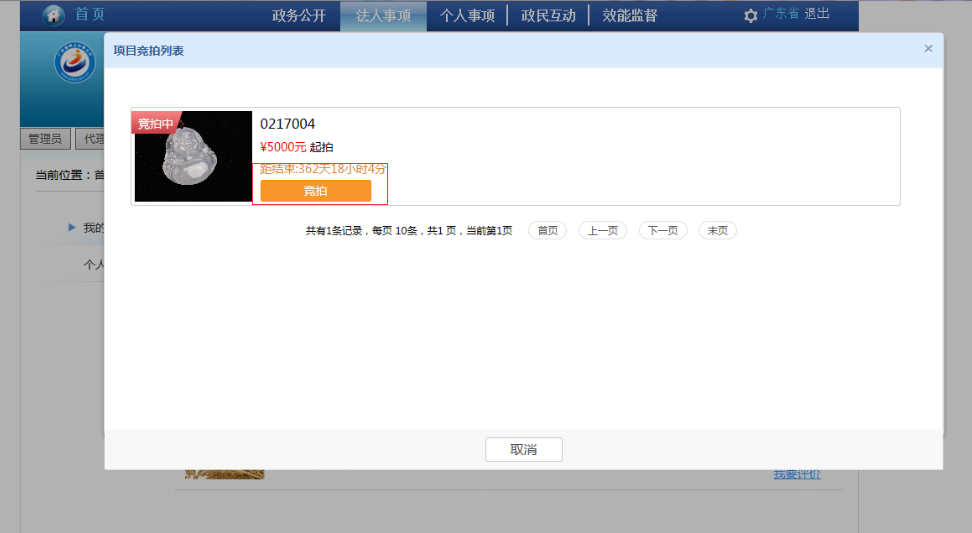 首 页 政务公开 法人事项 个人事项 政民互动 效能监督 广东省 退出
项目竞拍列表 ×
管理员 代理
当前位置：首
我的
个人
竞拍中
0217004
¥5000元 起拍
距结束:362天18小时4分
竞拍
共有1条记录，每页 10条，共1 页，当前第1页 首页 上一页 下一页 末页
取消
我要评价